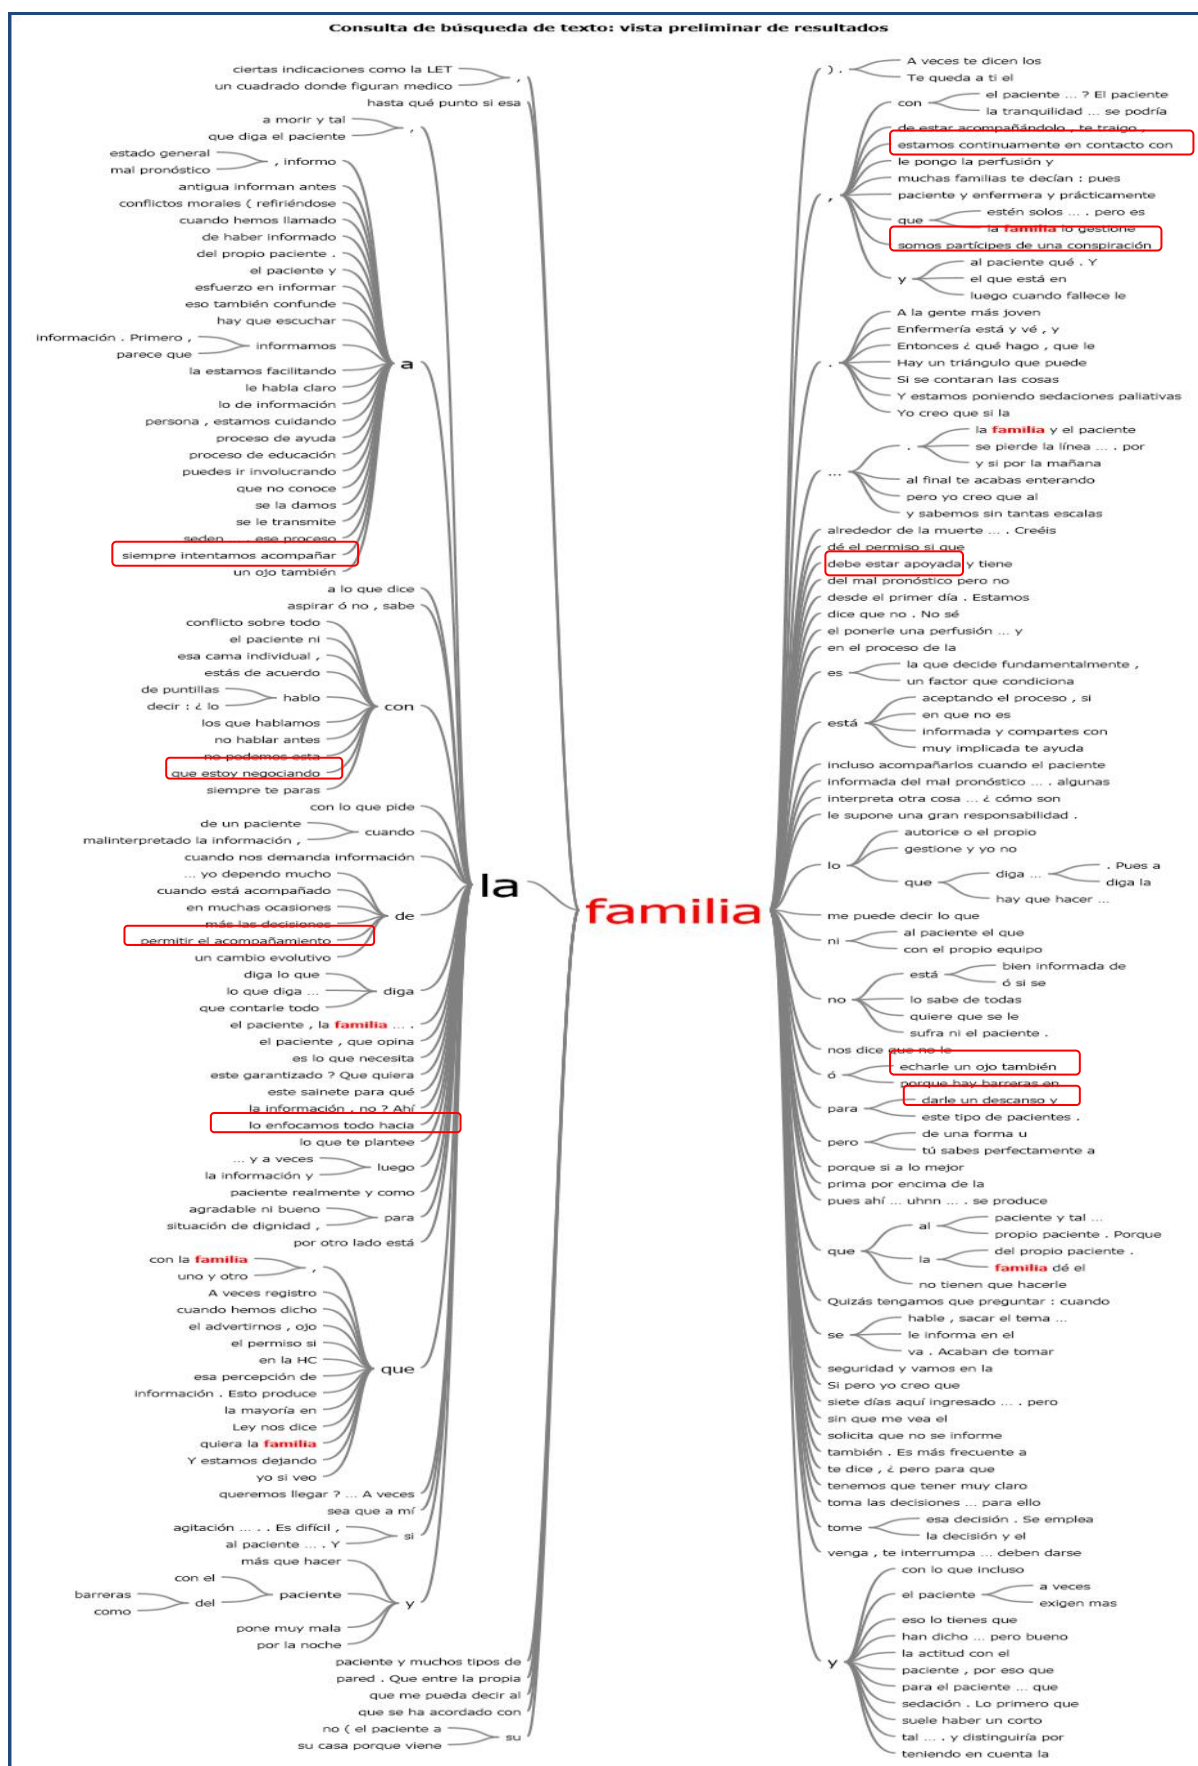 Consulta de búsqueda de texto: vista preliminar de resultados
ciertas indicaciones como la LET
un cuadrado donde figuran medico
,
hasta qué punto si esa
a morir y tal
que diga el paciente
,
estado general
mal pronóstico
, informo
antigua informan antes
conflictos morales ( refiriéndose
cuando hemos llamado
de haber informado
del propio paciente .
el paciente y
esfuerzo en informar
eso también confunde
hay que escuchar
información . Primero ,
parece que
informamos
la estamos facilitando
le habla claro
lo de información
persona , estamos cuidando
proceso de ayuda
proceso de educación
puedes ir involucrando
que no conoce
se la damos
se le transmite
seden ... . ese proceso
siempre intentamos acompañar
un ojo también
a
a lo que dice
aspirar ó no , sabe
conflicto sobre todo
el paciente ni
esa cama individual ,
estás de acuerdo
de puntillas
decir : ¿ lo
hablo
los que hablamos
no hablar antes
no podemos esta
que estoy negociando
siempre te paras
con
con lo que pide
de un paciente
malinterpretado la información ,
cuando
cuando nos demanda información
... yo dependo mucho
cuando está acompañado
en muchas ocasiones
más las decisiones
permitir el acompañamiento
un cambio evolutivo
de
diga lo que
lo que diga ...
que contarle todo
diga
el paciente , la familia ... .
el paciente , que opina
es lo que necesita
este garantizado ? Que quiera
este sainete para qué
la información , no ? Ahí
lo enfocamos todo hacia
lo que te plantee
... y a veces
la información y
luego
paciente realmente y como
agradable ni bueno
situación de dignidad ,
para
por otro lado está
con la familia
uno y otro
,
A veces registro
cuando hemos dicho
el advertirnos , ojo
el permiso si
en la HC
esa percepción de
información . Esto produce
la mayoría en
Ley nos dice
quiera la familia
Y estamos dejando
yo si veo
que
queremos llegar ? ... A veces
sea que a mí
agitación ... . . Es difícil ,
al paciente ... . Y
si
más que hacer
con el
barreras
como
del
paciente
pone muy mala
por la noche
y
la
paciente y muchos tipos de
pared . Que entre la propia
que me pueda decir al
que se ha acordado con
no ( el paciente a
su casa porque viene
su
familia
) .
A veces te dicen los
Te queda a ti el
,
con
el paciente ... ? El paciente
la tranquilidad ... se podría
de estar acompañándolo , te traigo ,
estamos continuamente en contacto con
le pongo la perfusión y
muchas familias te decían : pues
paciente y enfermera y prácticamente
que
estén solos ... . pero es
la familia lo gestione
somos partícipes de una conspiración
y
al paciente qué . Y
el que está en
luego cuando fallece le
.
A la gente más joven
Enfermería está y vé , y
Entonces ¿ qué hago , que le
Hay un triángulo que puede
Si se contaran las cosas
Y estamos poniendo sedaciones paliativas
Yo creo que si la
...
.
la familia y el paciente
se pierde la línea ... . por
y si por la mañana
al final te acabas enterando
pero yo creo que al
y sabemos sin tantas escalas
alrededor de la muerte ... . Creéis
dé el permiso si que
debe estar apoyada y tiene
del mal pronóstico pero no
desde el primer día . Estamos
dice que no . No sé
el ponerle una perfusión ... y
en el proceso de la
es
la que decide fundamentalmente ,
un factor que condiciona
está
aceptando el proceso , si
en que no es
informada y compartes con
muy implicada te ayuda
incluso acompañarlos cuando el paciente
informada del mal pronóstico ... . algunas
interpreta otra cosa ... ¿ cómo son
le supone una gran responsabilidad .
lo
autorice o el propio
gestione y yo no
que
diga ...
. Pues a
diga la
hay que hacer ...
me puede decir lo que
ni
al paciente el que
con el propio equipo
no
está
bien informada de
ó si se
lo sabe de todas
quiere que se le
sufra ni el paciente .
nos dice que no le
ó
echarle un ojo también
porque hay barreras en
para
darle un descanso y
este tipo de pacientes .
pero
de una forma u
tú sabes perfectamente a
porque si a lo mejor
prima por encima de la
pues ahí ... uhnn ... . se produce
que
al
paciente y tal ...
propio paciente . Porque
la
del propio paciente .
familia dé el
no tienen que hacerle
Quizás tengamos que preguntar : cuando
se
hable , sacar el tema ...
le informa en el
va . Acaban de tomar
seguridad y vamos en la
Si pero yo creo que
siete días aquí ingresado ... . pero
sin que me vea el
solicita que no se informe
también . Es más frecuente a
te dice , ¿ pero para que
tenemos que tener muy claro
toma las decisiones ... para ello
tome
esa decisión . Se emplea
la decisión y el
venga , te interrumpa ... deben darse
y
con lo que incluso
el paciente
a veces
exigen mas
eso lo tienes que
han dicho ... pero bueno
la actitud con el
paciente , por eso que
para el paciente ... que
sedación . Lo primero que
suele haber un corto
tal ... . y distinguiría por
teniendo en cuenta la